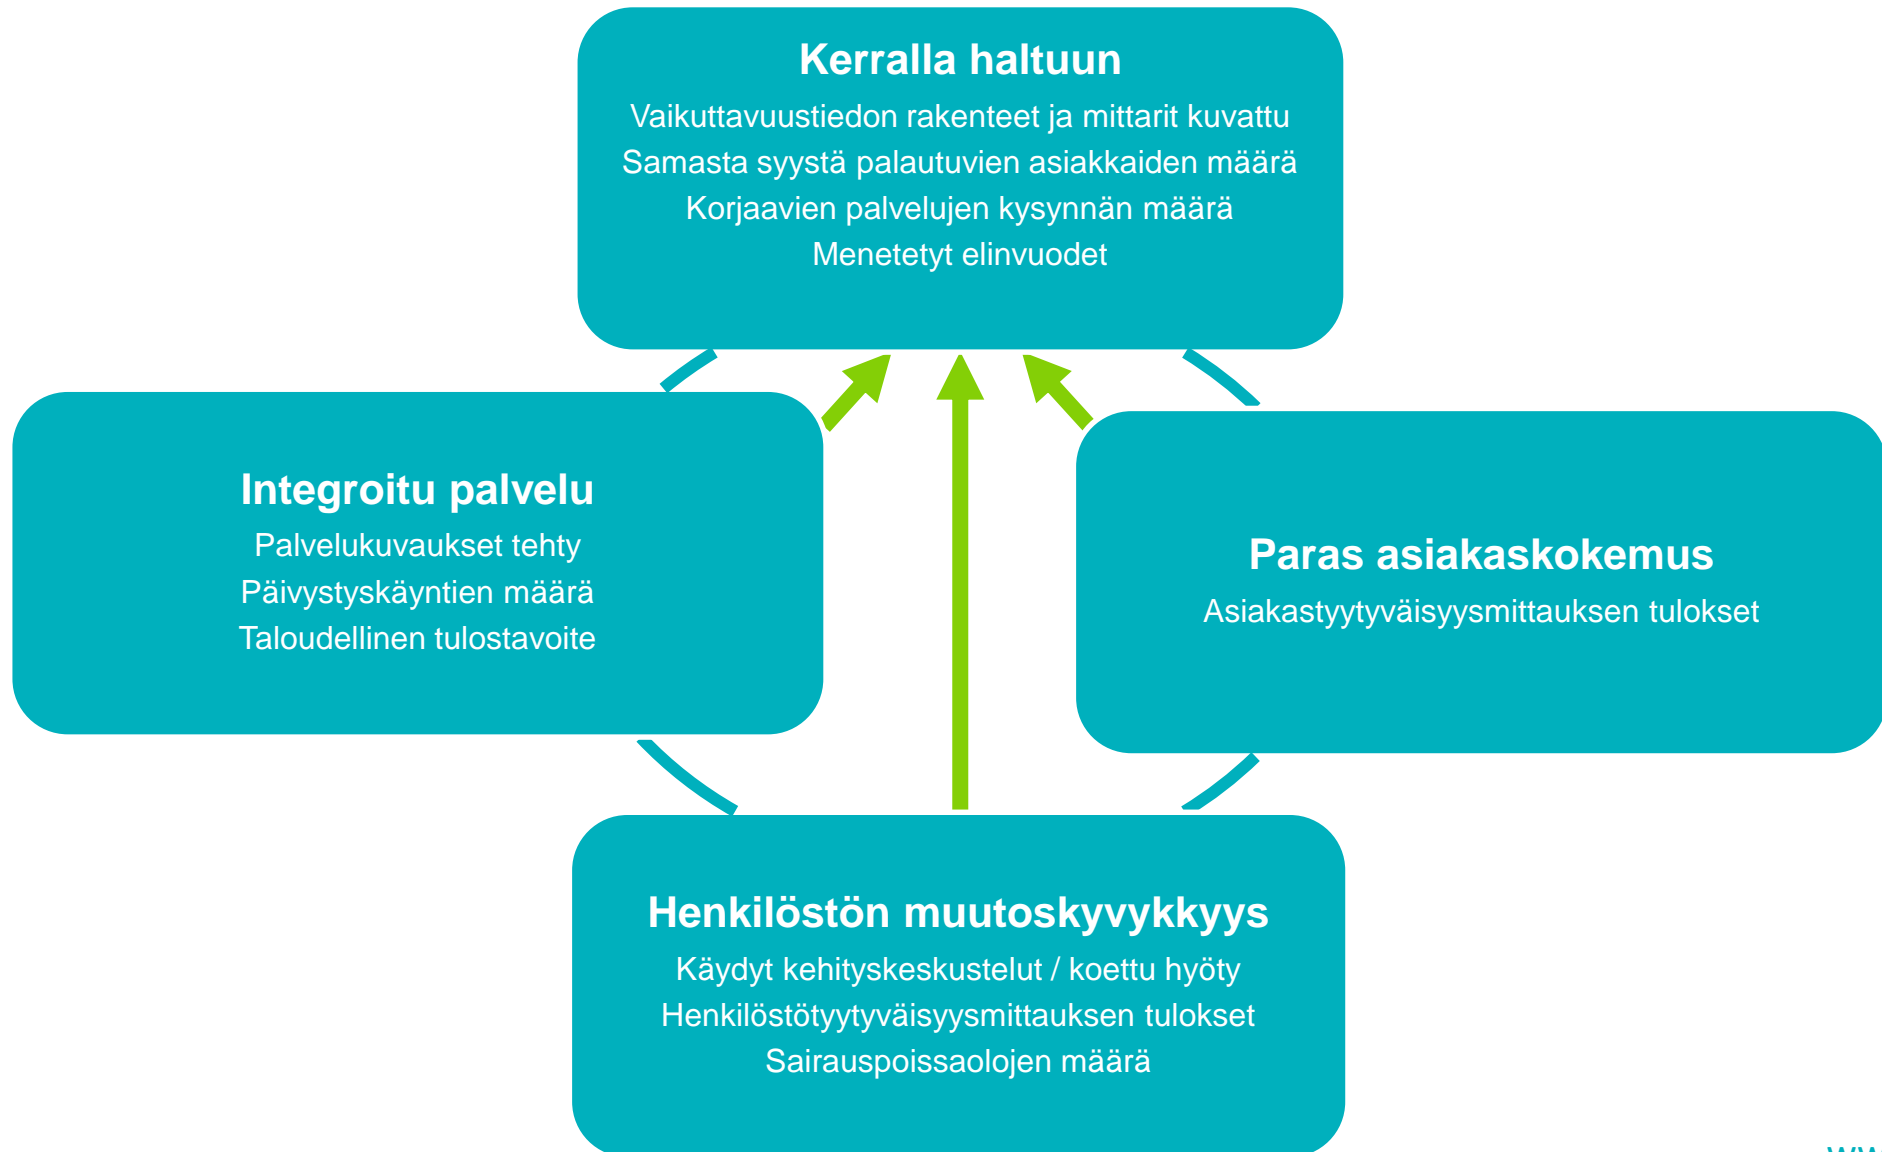 Kerralla haltuun
Vaikuttavuustiedon rakenteet ja mittarit kuvattu
Samasta syystä palautuvien asiakkaiden määrä
Korjaavien palvelujen kysynnän määrä
Menetetyt elinvuodet
Integroitu palvelu
Palvelukuvaukset tehty
Päivystyskäyntien määrä
Taloudellinen tulostavoite
Paras asiakaskokemus
Asiakastyytyväisyysmittauksen tulokset
Henkilöstön muutoskyvykkyys
Käydyt kehityskeskustelut / koettu hyöty
Henkilöstötyytyväisyysmittauksen tulokset
Sairauspoissaolojen määrä